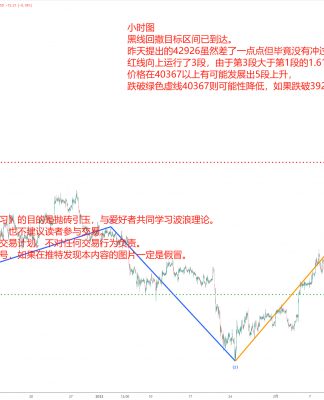 小时图
黑线回撤目标区间已到达。
昨天提出的42926虽然差了一点点但毕竟没有冲过
红线向上运行了3段，由于第3段大于第1段的1.61
价格在40367以上有可能发展出5段上升，
跌破绿色虚线40367则可能性降低，如果跌破392
习》的目的是抛砖引玉，与爱好者共同学习波浪理论。
，也不建议读者参与交易
交易计划，不对任何交易行为负责。
号，如果在推特发现本内容的图片一定是假冒。